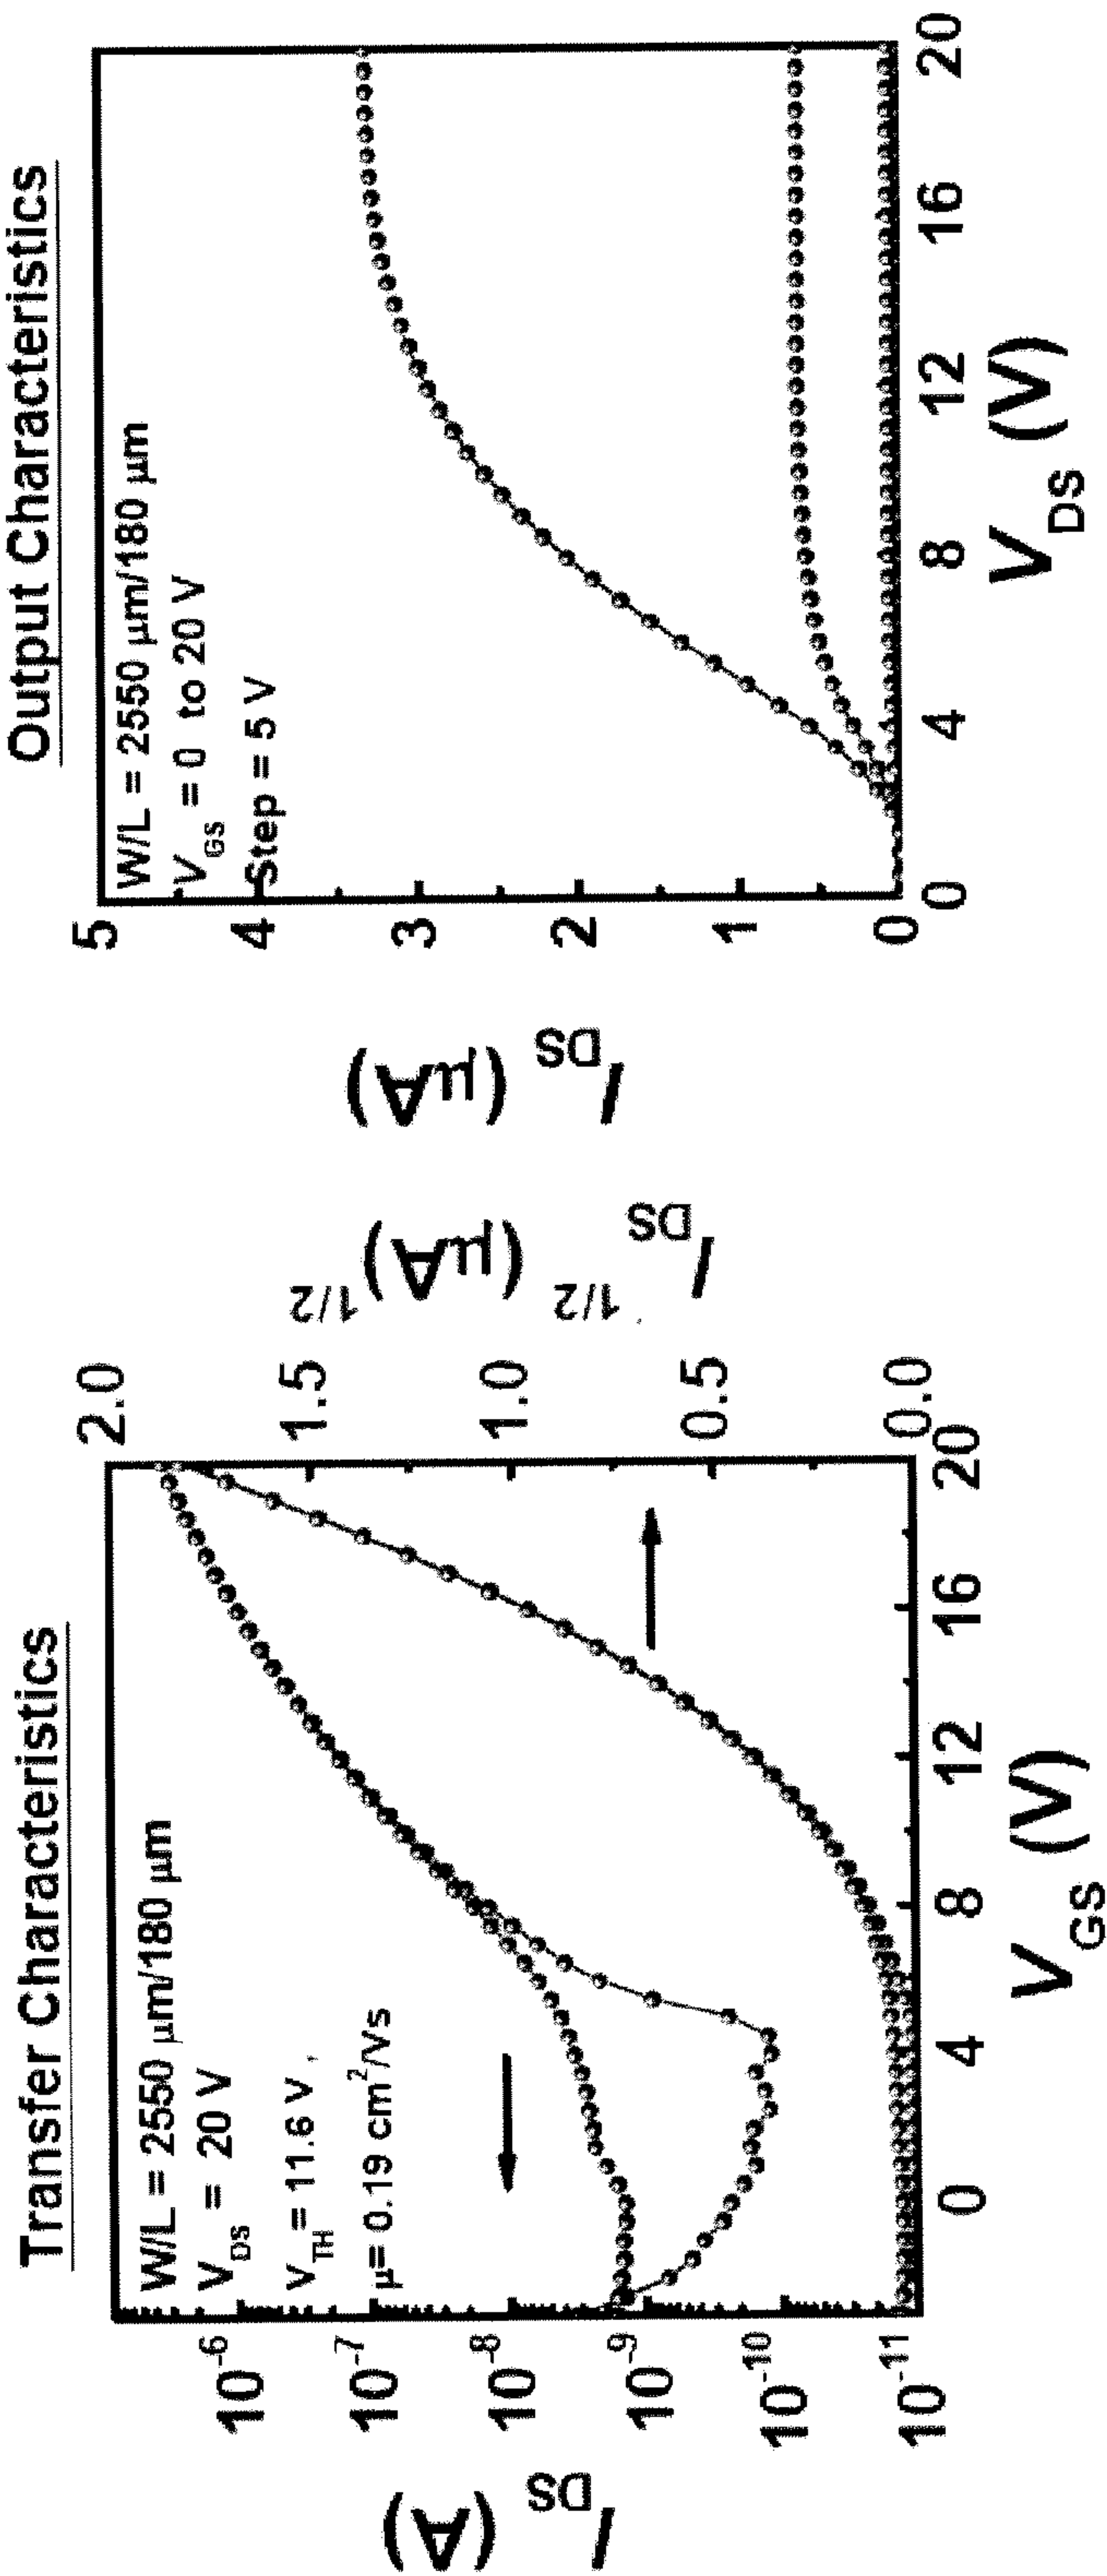 Transfer Characteristics
W/L = 2550 μm/180 μm
V_DS = 20 V
V_TH = 11.6 V,
μ= 0.19 cm²/Vs
I_DS (A)
10⁻⁶
10⁻⁷
10⁻⁸
10⁻⁹
10⁻¹⁰
10⁻¹¹
0 4 8 12 16 20
V_GS (V)
2.0
1.5
1.0
0.5
0.0
I_DS^1/2 (μA)^1/2
Output Characteristics
W/L = 2550 μm/180 μm
V_GS = 0 to 20 V
Step = 5 V
I_DS (μA)
5
4
3
2
1
0
0 4 8 12 16 20
V_DS (V)